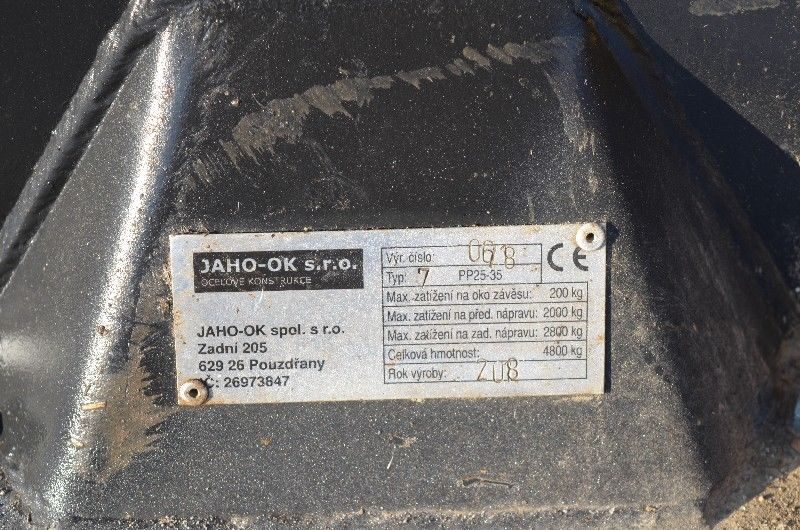 JAHO-OK s.r.o.
OCELOVÉ KONSTRUKCE
JAHO-OK spol. s r.o.
Zadní 205
629 26 Pouzdřany
IČ: 26973847
Výr. číslo:
Typ: 7 PP25-35
CE
Max. zatížení na oko závěsu: 200 kg
Max. zatížení na před. nápravu: 2000 kg
Max. zatížení na zad. nápravu: 2800 kg
Celková hmotnost: 4800 kg
Rok výroby: